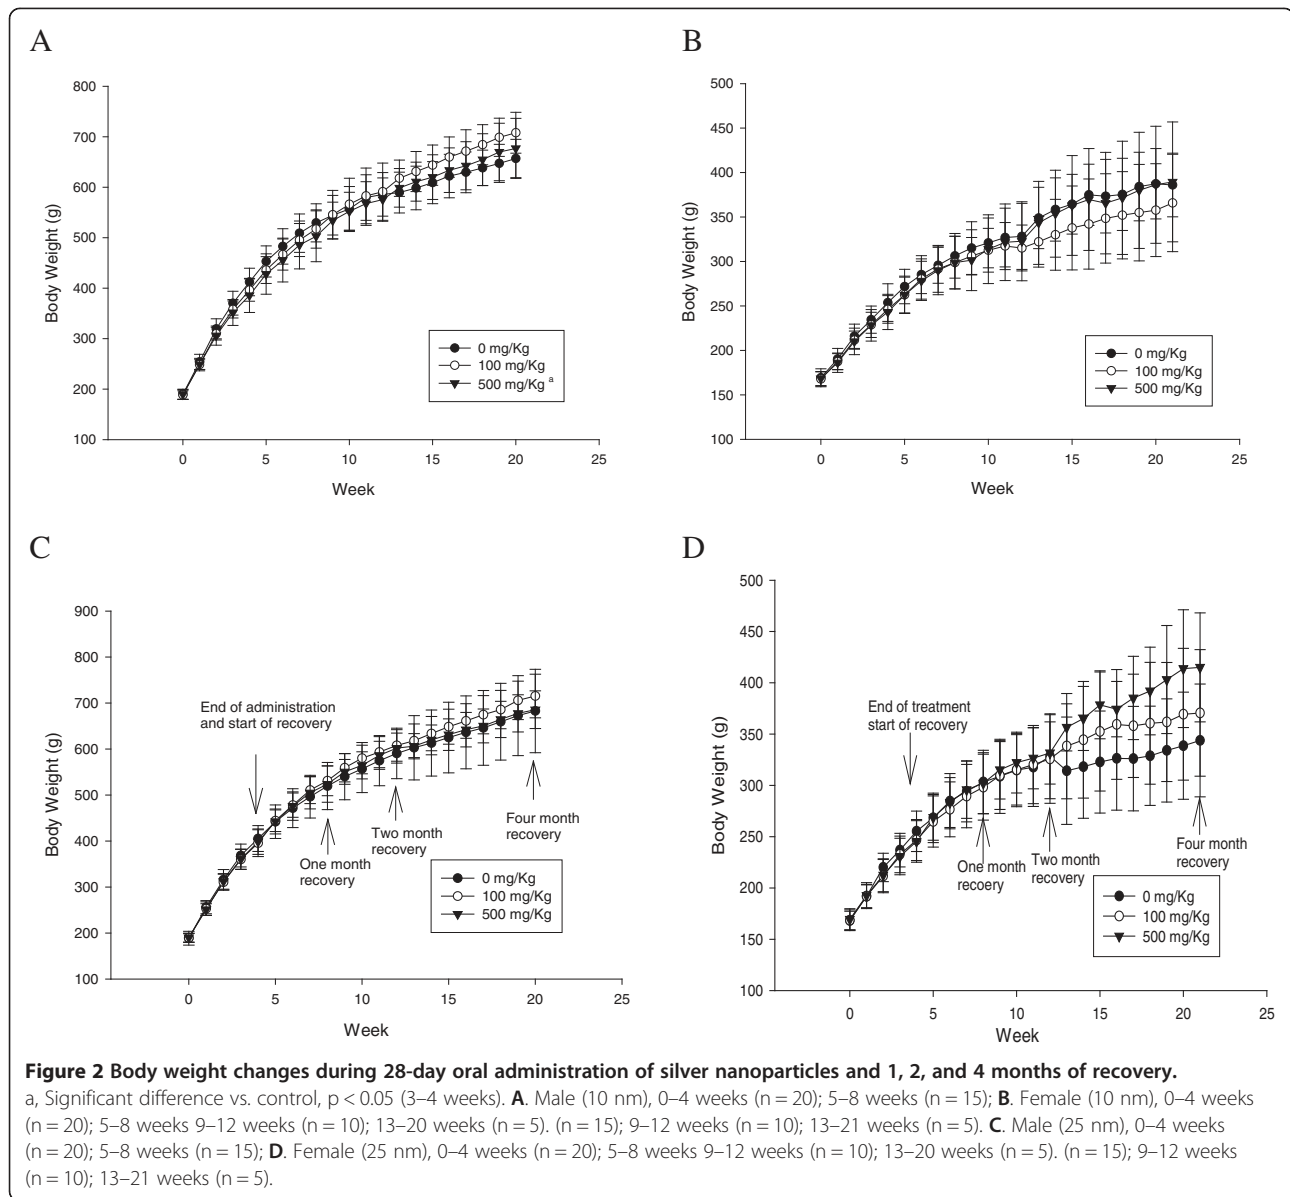 A
800
700
600
500
400
300
200
100
Body Weight (g)
0 5 10 15 20 25
Week
0 mg/Kg
100 mg/Kg
500 mg/Kg a
B
500
450
400
350
300
250
200
150
100
Body Weight (g)
0 5 10 15 20 25
Week
0 mg/Kg
100 mg/Kg
500 mg/Kg
C
900
800
700
600
500
400
300
200
100
Body Weight (g)
0 5 10 15 20 25
Week
End of administration
and start of recovery
One month
recovery
Two month
recovery
Four month
recovery
0 mg/Kg
100 mg/Kg
500 mg/Kg
D
500
450
400
350
300
250
200
150
100
Body Weight (g)
0 5 10 15 20 25
Week
End of treatment
start of recovery
One month
recoery
Two month
recovery
Four month
recovery
0 mg/Kg
100 mg/Kg
500 mg/Kg
Figure 2 Body weight changes during 28-day oral administration of silver nanoparticles and 1, 2, and 4 months of recovery.
a, Significant difference vs. control, p < 0.05 (3–4 weeks). A. Male (10 nm), 0–4 weeks (n = 20); 5–8 weeks (n = 15); B. Female (10 nm), 0–4 weeks
(n = 20); 5–8 weeks 9–12 weeks (n = 10); 13–20 weeks (n = 5). (n = 15); 9–12 weeks (n = 10); 13–21 weeks (n = 5). C. Male (25 nm), 0–4 weeks
(n = 20); 5–8 weeks (n = 15); D. Female (25 nm), 0–4 weeks (n = 20); 5–8 weeks 9–12 weeks (n = 10); 13–20 weeks (n = 5). (n = 15); 9–12 weeks
(n = 10); 13–21 weeks (n = 5).